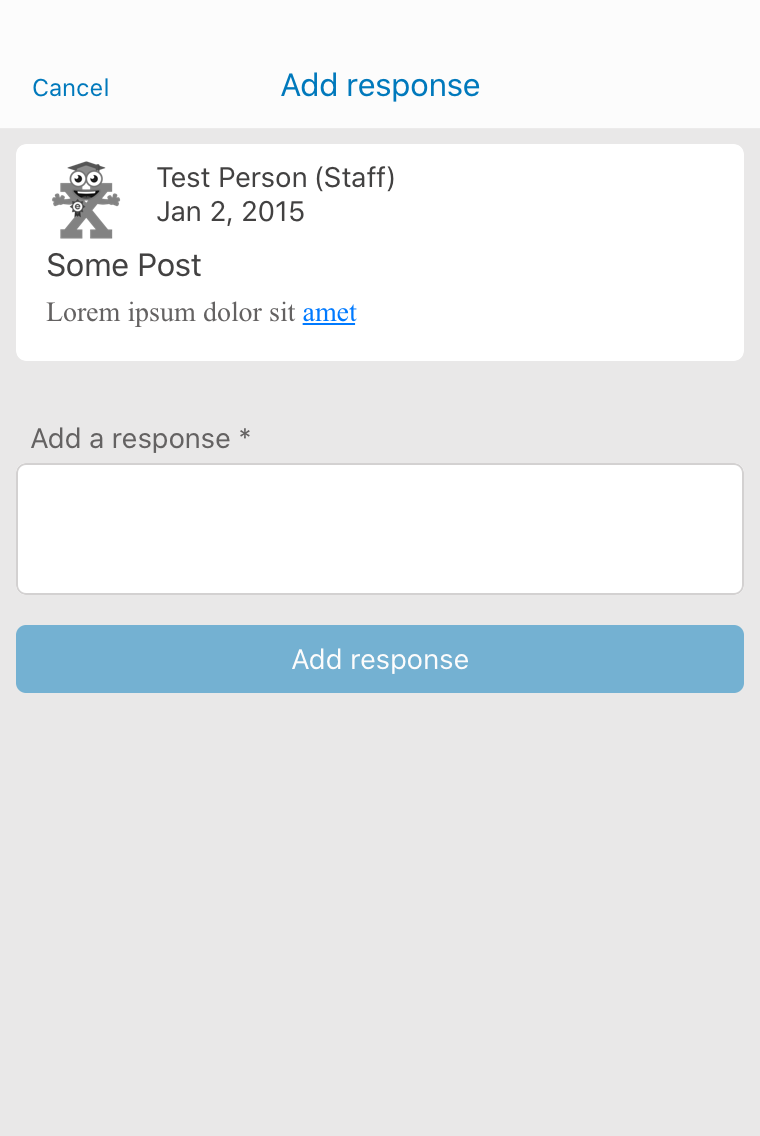 Cancel
Add response
Test Person (Staff)
Jan 2, 2015
Some Post
Lorem ipsum dolor sit amet
Add a response *
Add response